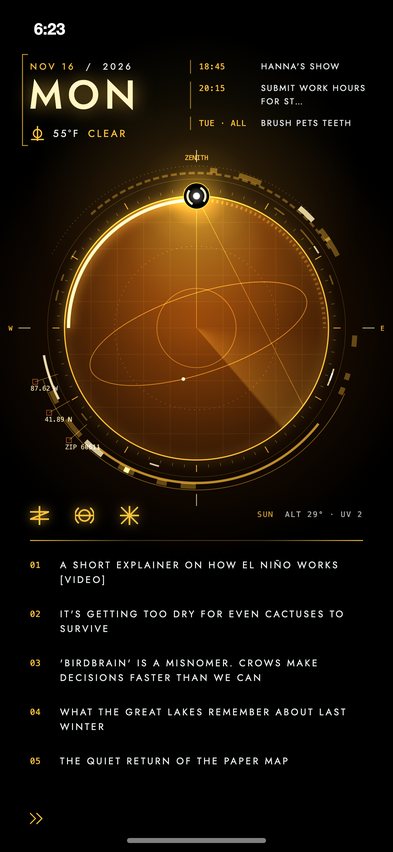 6:23
NOV 16 / 2026
MON
55°F CLEAR
18:45 HANNA'S SHOW
20:15 SUBMIT WORK HOURS
FOR ST…
TUE · ALL BRUSH PETS TEETH
ZENITH
W
E
87.62 W
41.89 N
ZIP 60611
SUN ALT 29° · UV 2
01 A SHORT EXPLAINER ON HOW EL NIÑO WORKS
[VIDEO]
02 IT'S GETTING TOO DRY FOR EVEN CACTUSES TO
SURVIVE
03 'BIRDBRAIN' IS A MISNOMER. CROWS MAKE
DECISIONS FASTER THAN WE CAN
04 WHAT THE GREAT LAKES REMEMBER ABOUT LAST
WINTER
05 THE QUIET RETURN OF THE PAPER MAP